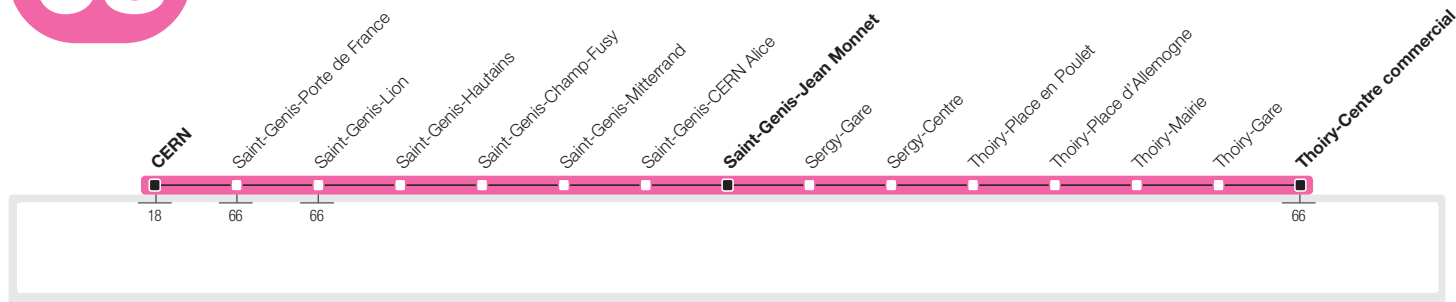 CERN
Saint-Genis-Porte de France
Saint-Genis-Lion
Saint-Genis-Hautains
Saint-Genis-Champ-Fusy
Saint-Genis-Mitterrand
Saint-Genis-CERN Alice
Saint-Genis-Jean Monnet
Sergy-Gare
Sergy-Centre
Thoiry-Place en Poulet
Thoiry-Place d'Allemogne
Thoiry-Mairie
Thoiry-Gare
Thoiry-Centre commercial
18
66
66
66